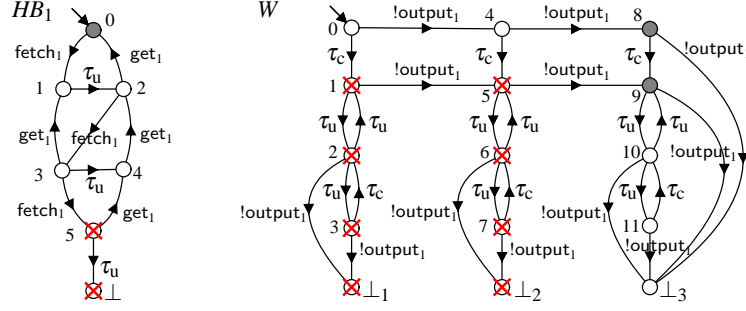 HB₁ W
0 0 !output₁ 4 !output₁ 8
fetch₁ get₁ τc τc τc !output₁
1 τu 2 1 !output₁ 5 !output₁ 9
get₁ fetch₁ get₁ τu τu τu τu τu τu
3 τu 4 2 6 10 !output₁
fetch₁ get₁ !output₁ τu τc !output₁ τu τc τu τc
5 3 7 11
τu !output₁ !output₁ !output₁
⊥ ⊥₁ ⊥₂ ⊥₃